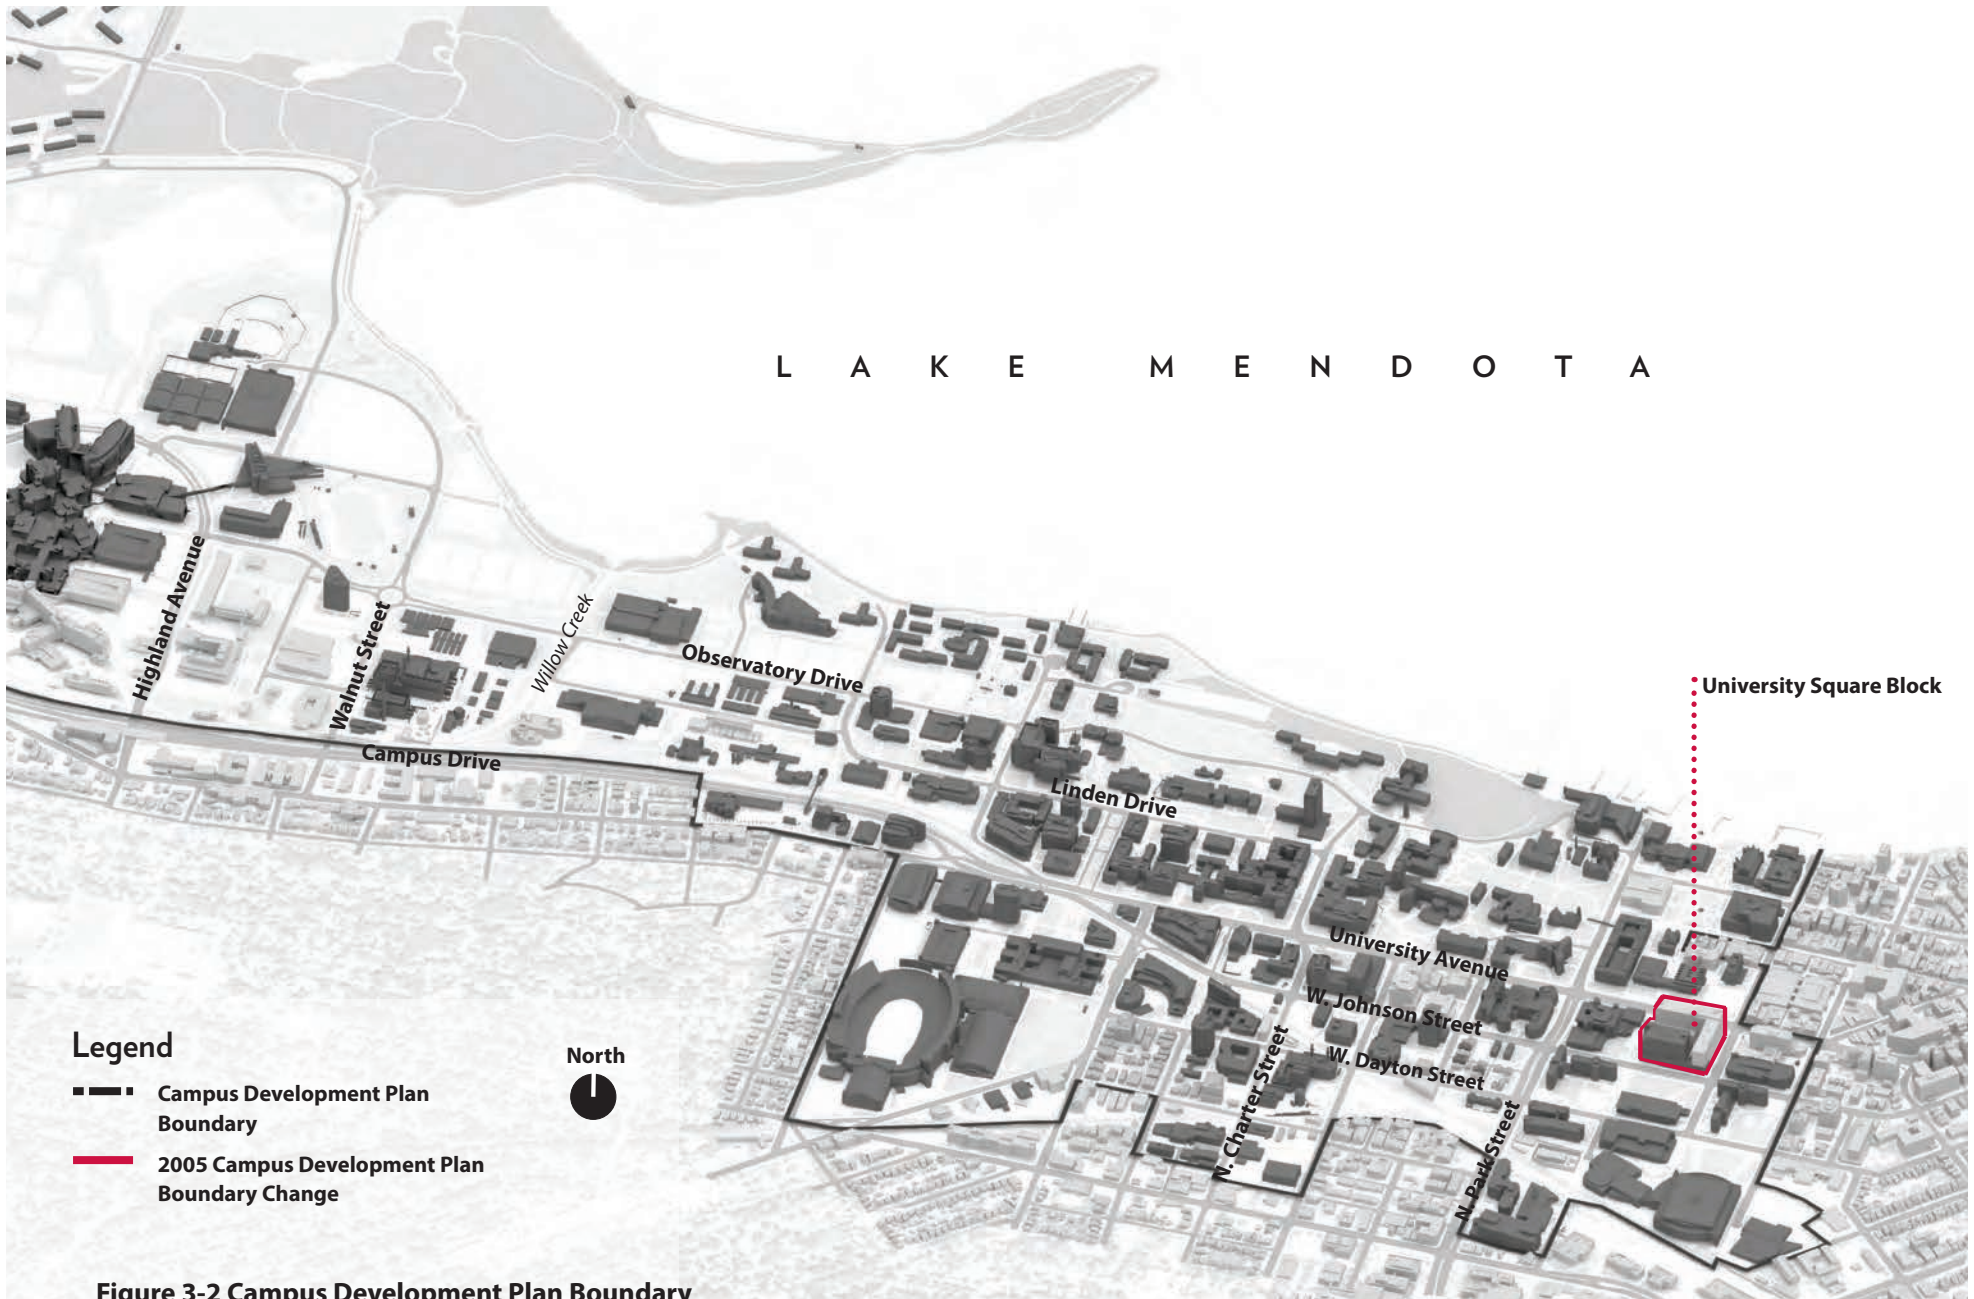 LAKE MENDOTA
Highland Avenue
Walnut Street
Willow Creek
Observatory Drive
University Square Block
Campus Drive
Linden Drive
University Avenue
W. Johnson Street
W. Dayton Street
N. Charter Street
N. Park Street
Legend
North
Campus Development Plan
Boundary
2005 Campus Development Plan
Boundary Change
Figure 3-2 Campus Development Plan Boundary